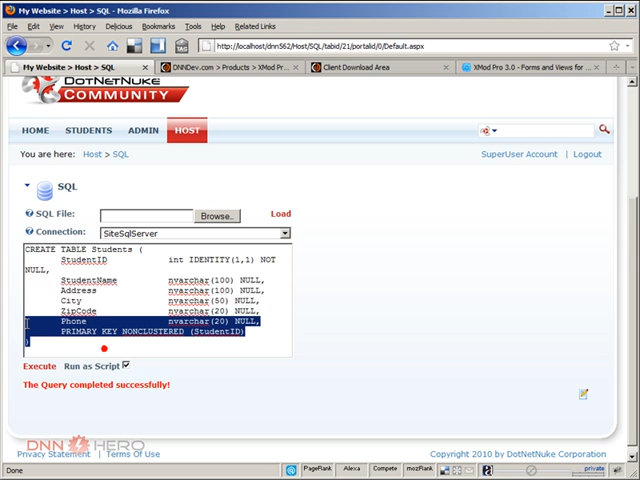 My Website > Host > SQL - Mozilla Firefox
File Edit View History Delicious Bookmarks Tools Help Related Links
TAG http://localhost/dnn562/Host/SQL/tabid/21/portalid/0/Default.aspx
My Website > Host > SQL DNNDev.com > Products > XMod Pr... Client Download Area XMod Pro 3.0 - Forms and Views for ...
DOTNETNUKE
COMMUNITY
HOME STUDENTS ADMIN HOST
You are here: Host > SQL SuperUser Account | Logout
SQL
SQL File: Browse... Load
Connection: SiteSqlServer
CREATE TABLE Students (
StudentID int IDENTITY(1,1) NOT
NULL,
StudentName nvarchar(100) NULL,
Address nvarchar(100) NULL,
City nvarchar(50) NULL,
ZipCode nvarchar(20) NULL,
Phone nvarchar(20) NULL,
PRIMARY KEY NONCLUSTERED (StudentID)
)
Execute Run as Script
The Query completed successfully!
DNN HERO
Privacy Statement | Terms Of Use Copyright 2010 by DotNetNuke Corporation
Done PageRank Alexa Compete mozRank private